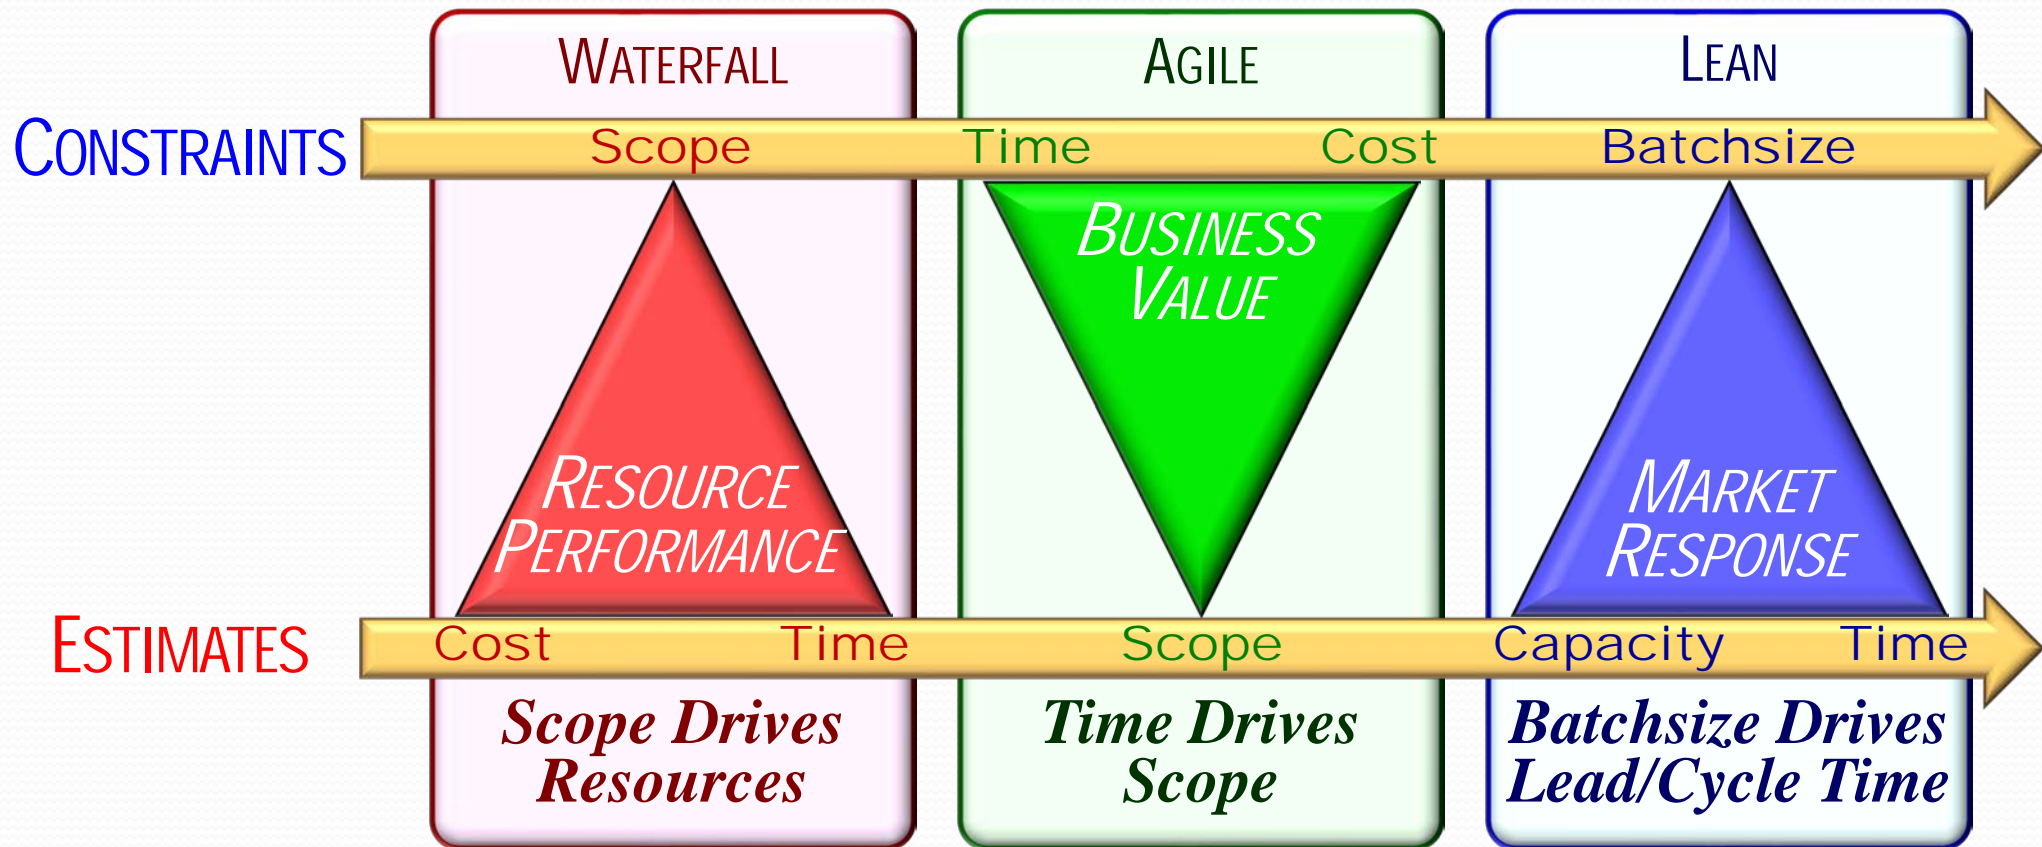 WATERFALL
AGILE
LEAN
CONSTRAINTS
Scope
Time
Cost
Batchsize
RESOURCE
PERFORMANCE
BUSINESS
VALUE
MARKET
RESPONSE
ESTIMATES
Cost
Time
Scope
Capacity
Time
Scope Drives
Resources
Time Drives
Scope
Batchsize Drives
Lead/Cycle Time